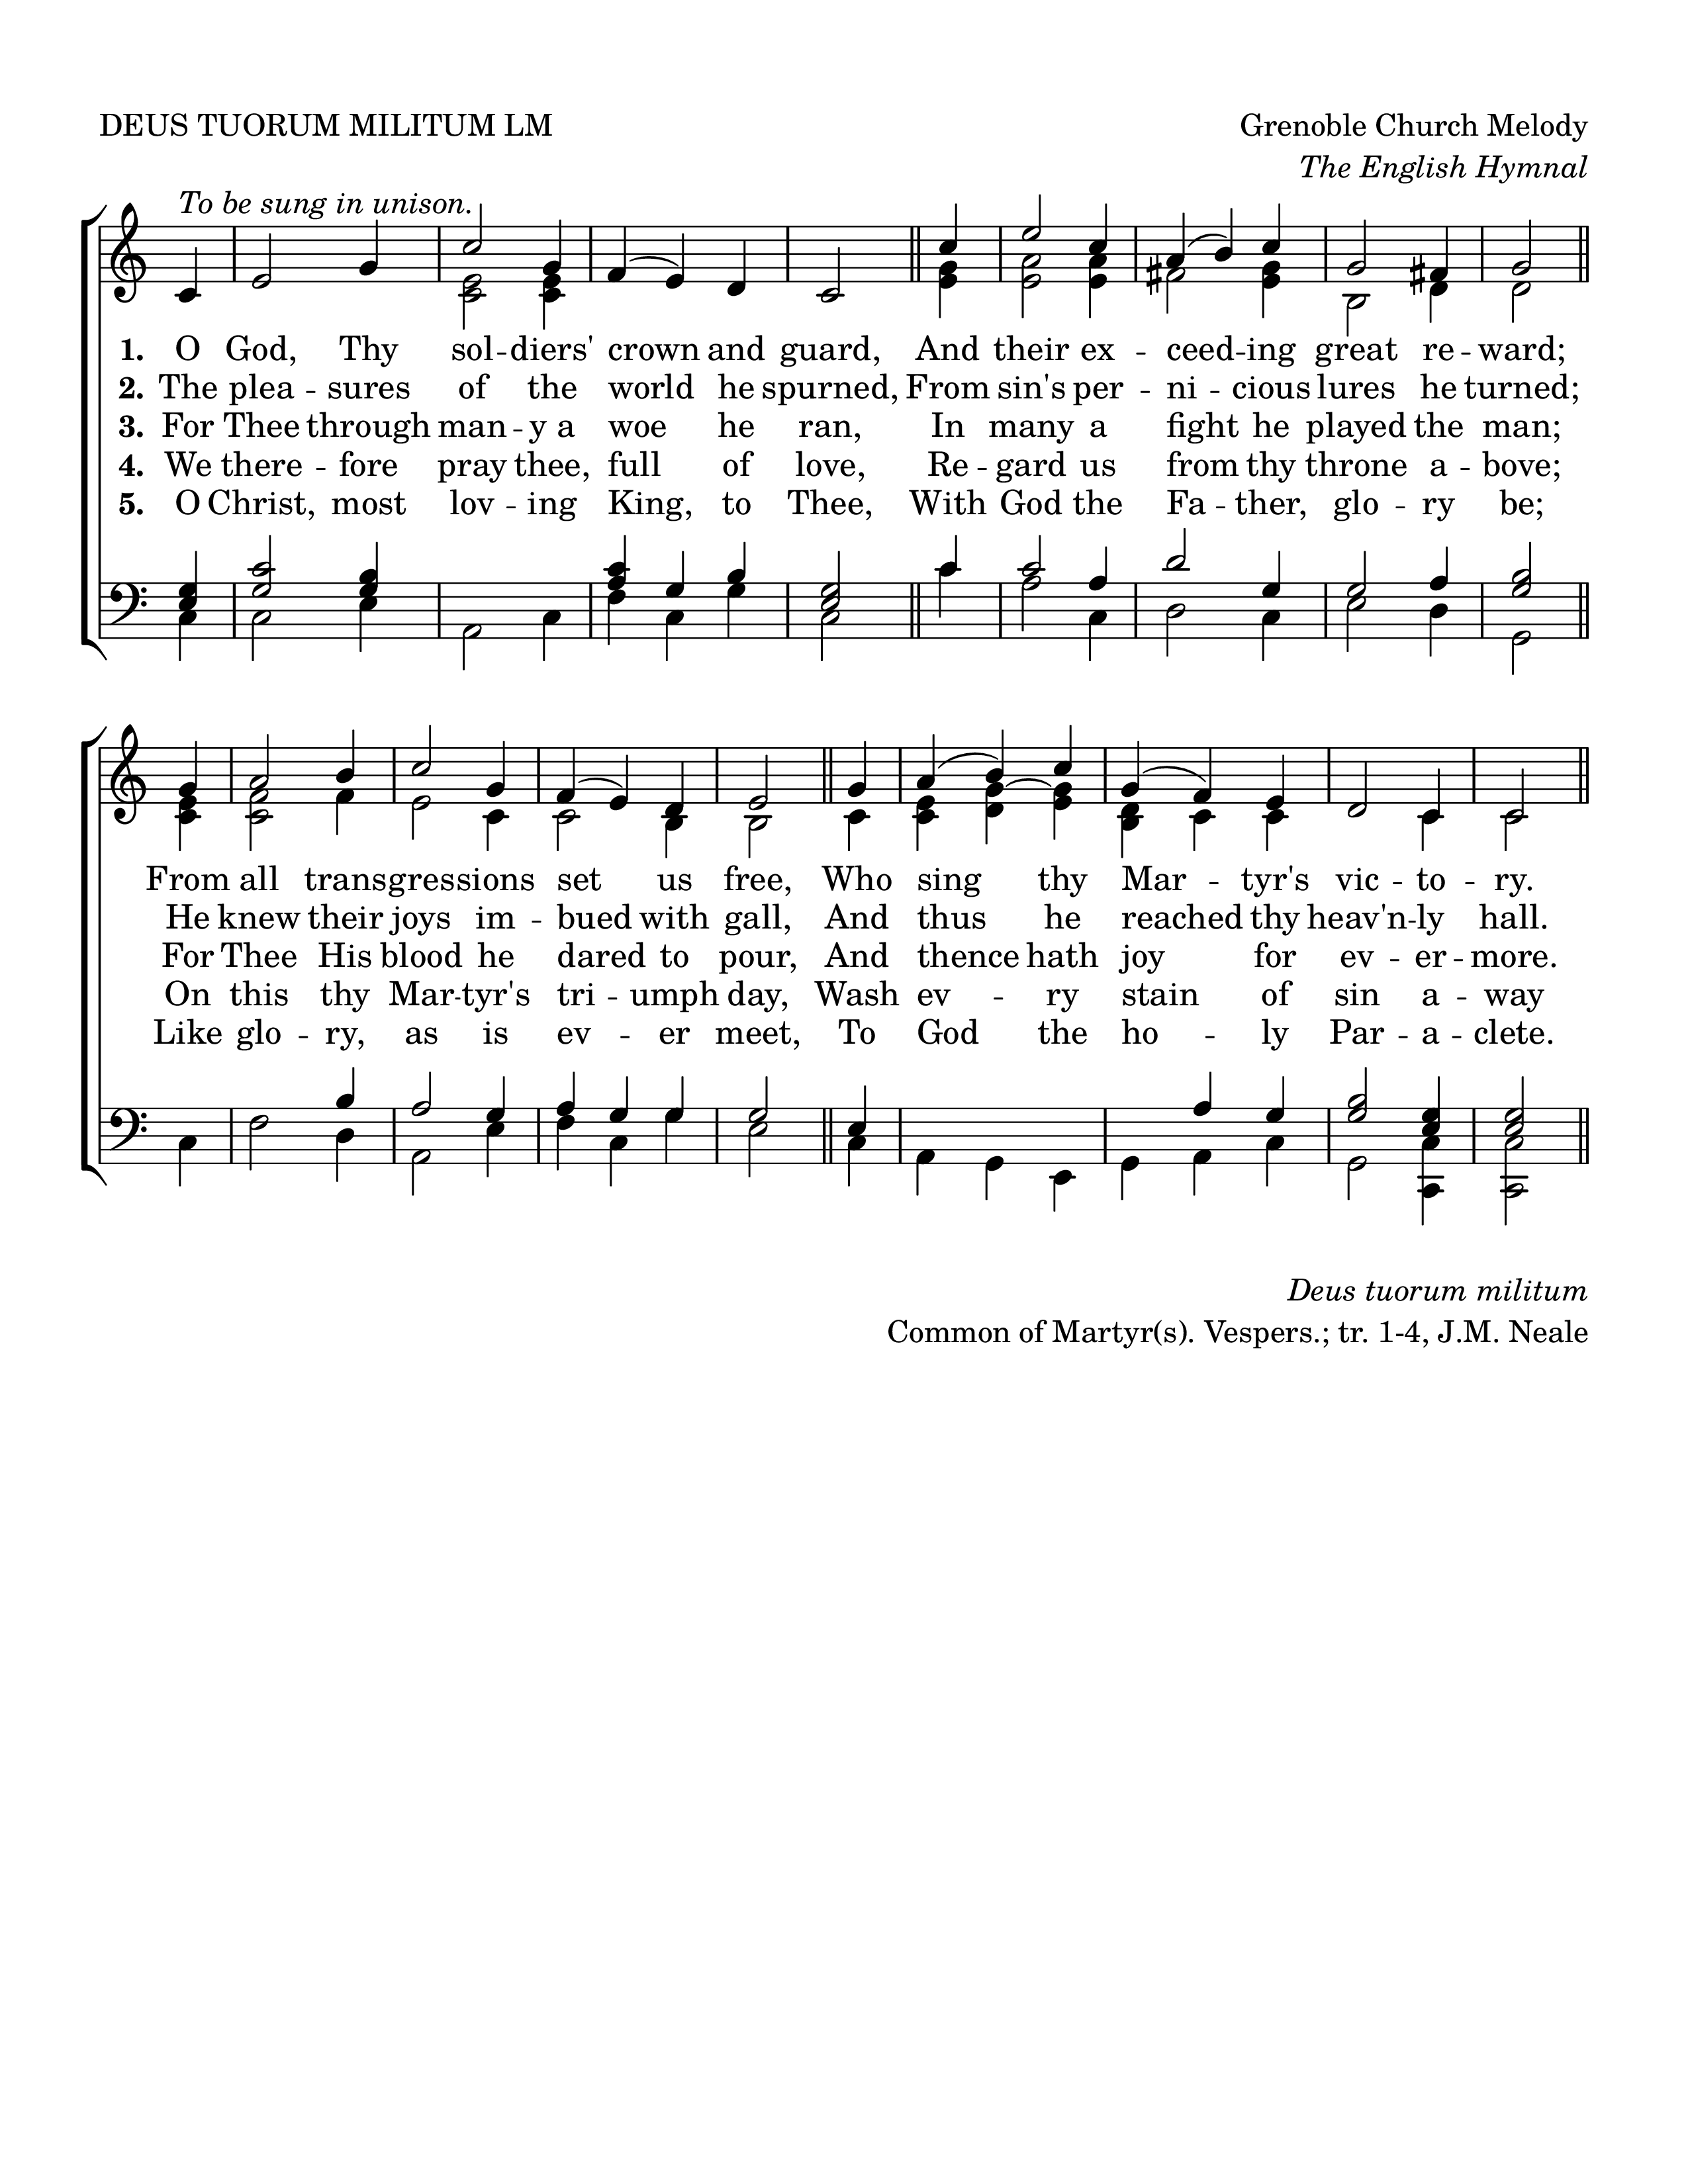 DEUS TUORUM MILITUM LM
Grenoble Church Melody
The English Hymnal
To be sung in unison.
1. O God, Thy sol -- diers' crown and guard, And their ex -- ceed -- ing great re -- ward;
2. The plea -- sures of the world he spurned, From sin's per -- ni -- cious lures he turned;
3. For Thee through man -- y a woe he ran, In many a fight he played the man;
4. We there -- fore pray thee, full of love, Re -- gard us from thy throne a -- bove;
5. O Christ, most lov -- ing King, to Thee, With God the Fa -- ther, glo -- ry be;
From all transgressions set us free, Who sing thy Mar -- tyr's vic -- to -- ry.
He knew their joys im -- bued with gall, And thus he reached thy heav'n -- ly hall.
For Thee His blood he dared to pour, And thence hath joy for ev -- er -- more.
On this thy Mar -- tyr's tri -- umph day, Wash ev -- ry stain of sin a -- way
Like glo -- ry, as is ev -- er meet, To God the ho -- ly Par -- a -- clete.
Deus tuorum militum
Common of Martyr(s). Vespers.; tr. 1-4, J.M. Neale